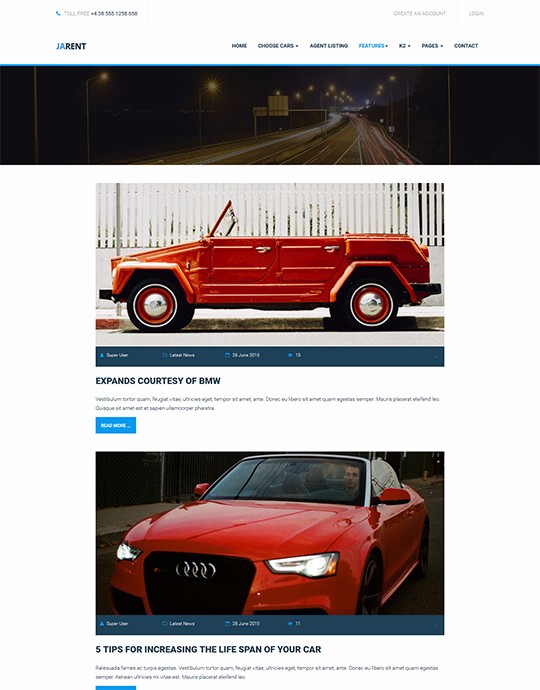 TOLL FREE +4 38 555 1258 658
CREATE AN ACCOUNT
LOGIN
JARENT
HOME
CHOOSE CARS
AGENT LISTING
FEATURES
K2
PAGES
CONTACT
Super User
Latest News
26 June 2015
15
EXPANDS COURTESY OF BMW
Vestibulum tortor quam, feugiat vitae, ultricies eget, tempor sit amet, ante. Donec eu libero sit amet quam egestas semper. Mauris placerat eleifend leo.
Quisque sit amet est et sapien ullamcorper pharetra.
READ MORE ...
Super User
Latest News
26 June 2015
11
5 TIPS FOR INCREASING THE LIFE SPAN OF YOUR CAR
Ralesuada fames ac turpis egestas. Vestibulum tortor quam, feugiat vitae, ultricies eget, tempor sit amet, ante. Donec eu libero sit amet quam egestas
semper. Aenean ultricies mi vitae est. Mauris placerat eleifend leo.